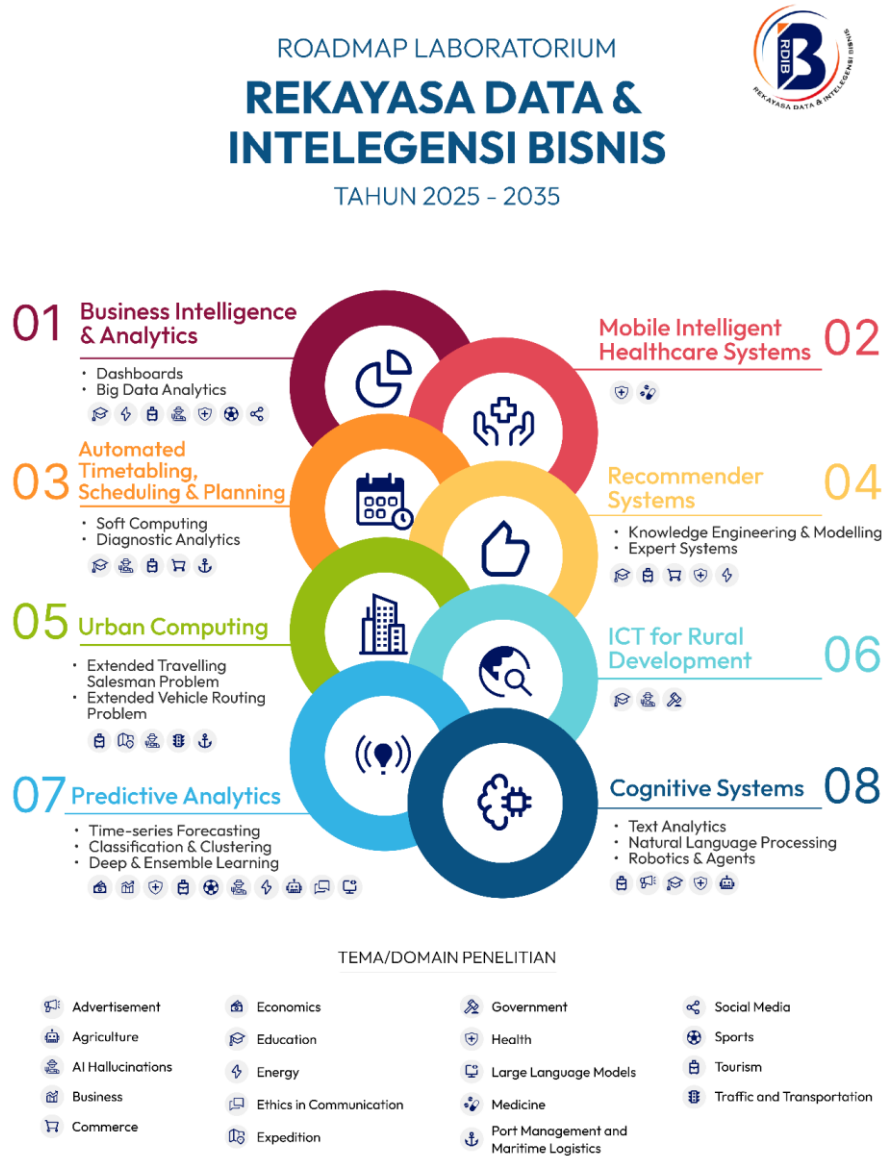 ROADMAP LABORATORIUM
REKAYASA DATA &
INTELEGENSI BISNIS
TAHUN 2025 - 2035
RDIB
REKAYASA DATA & INTELEGENSI BISNIS
01
Business Intelligence
& Analytics
• Dashboards
• Big Data Analytics
02
Mobile Intelligent
Healthcare Systems
03
Automated
Timetabling,
Scheduling & Planning
• Soft Computing
• Diagnostic Analytics
04
Recommender
Systems
• Knowledge Engineering & Modelling
• Expert Systems
05
Urban Computing
• Extended Travelling
Salesman Problem
• Extended Vehicle Routing
Problem
06
ICT for Rural
Development
07
Predictive Analytics
• Time-series Forecasting
• Classification & Clustering
• Deep & Ensemble Learning
08
Cognitive Systems
• Text Analytics
• Natural Language Processing
• Robotics & Agents
TEMA/DOMAIN PENELITIAN
Advertisement
Agriculture
AI Hallucinations
Business
Commerce
Economics
Education
Energy
Ethics in Communication
Expedition
Government
Health
Large Language Models
Medicine
Port Management and
Maritime Logistics
Social Media
Sports
Tourism
Traffic and Transportation